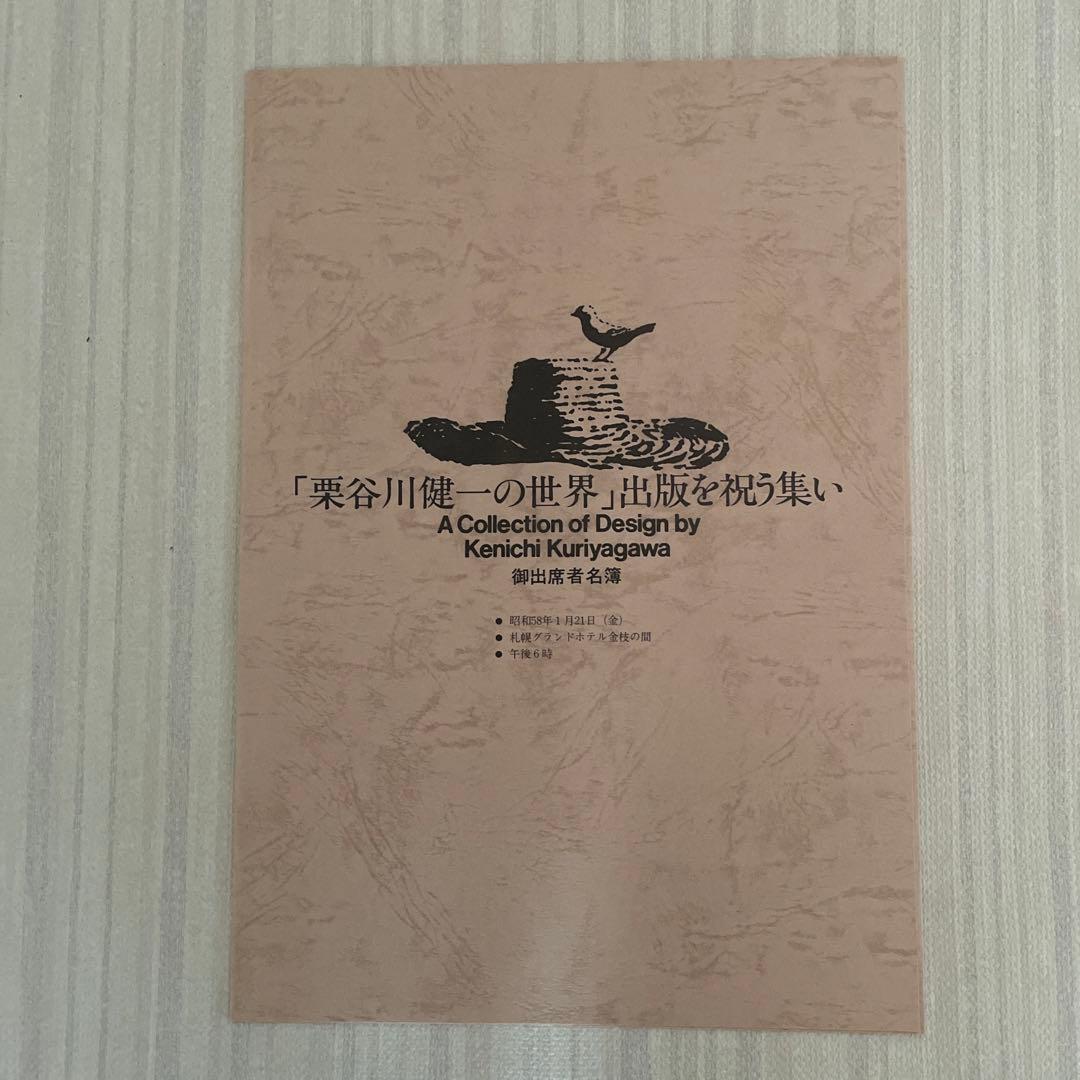 「栗谷川健一の世界」出版を祝う集い
A Collection of Design by
Kenichi Kuriyagawa
御出席者名簿
● 昭和58年1月21日（金）
● 札幌グランドホテル金枝の間
● 午後6時